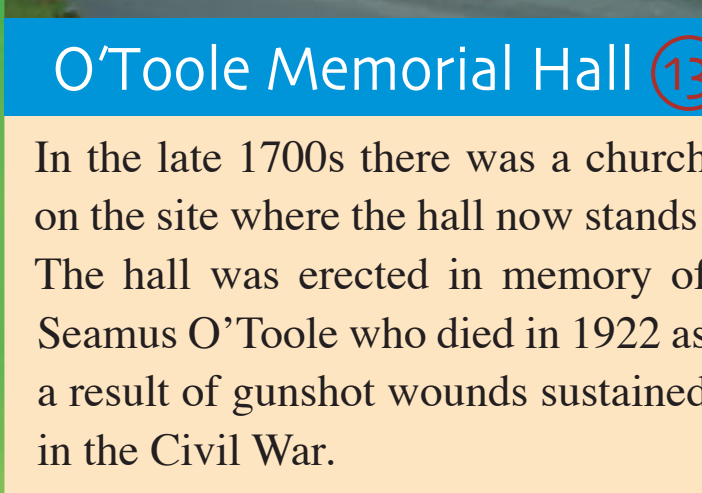 O'Toole Memorial Hall 13
In the late 1700s there was a church
on the site where the hall now stands
The hall was erected in memory of
Seamus O'Toole who died in 1922 as
a result of gunshot wounds sustained
in the Civil War.